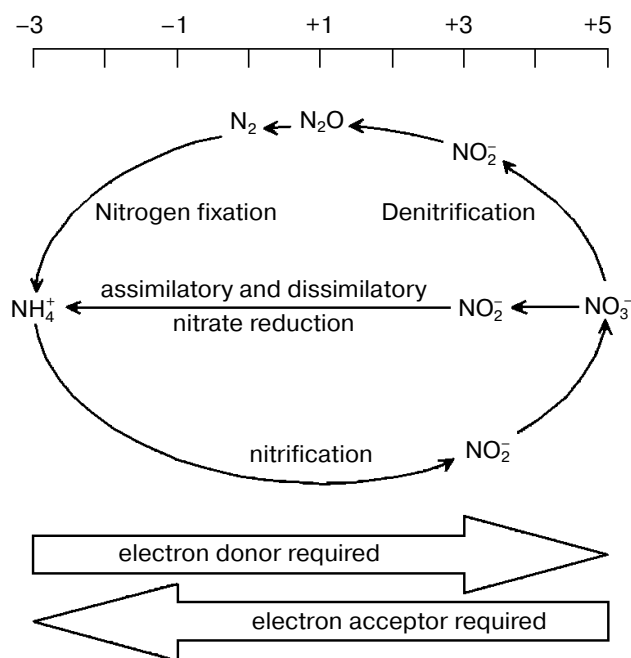 −3 −1 +1 +3 +5
N₂ N₂O
NO₂⁻
Nitrogen fixation Denitrification
assimilatory and dissimilatory
NH₄⁺ NO₂⁻ NO₃⁻
nitrate reduction
nitrification NO₂⁻
electron donor required
electron acceptor required